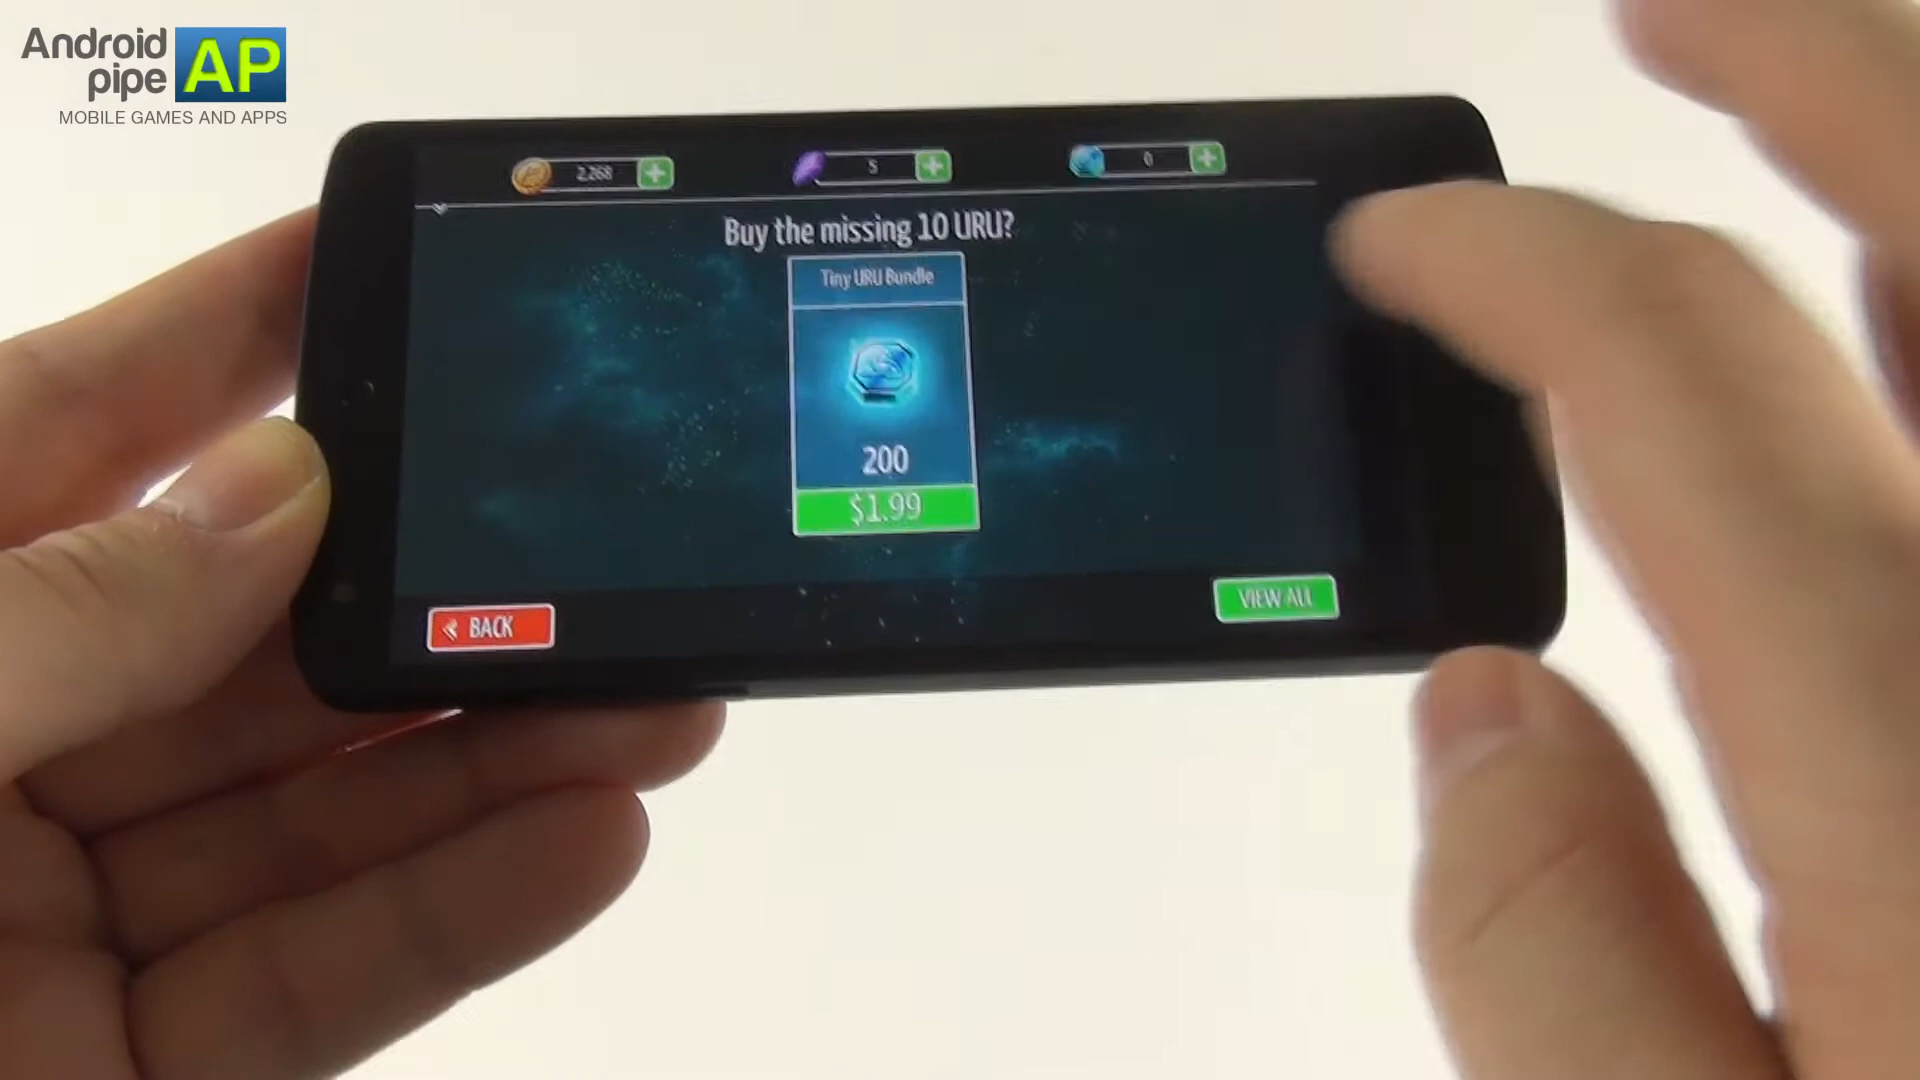 Android
pipe
AP
MOBILE GAMES AND APPS
2,268
5
0
Buy the missing 10 URU?
Tiny URU Bundle
200
$1.99
BACK
VIEW ALL